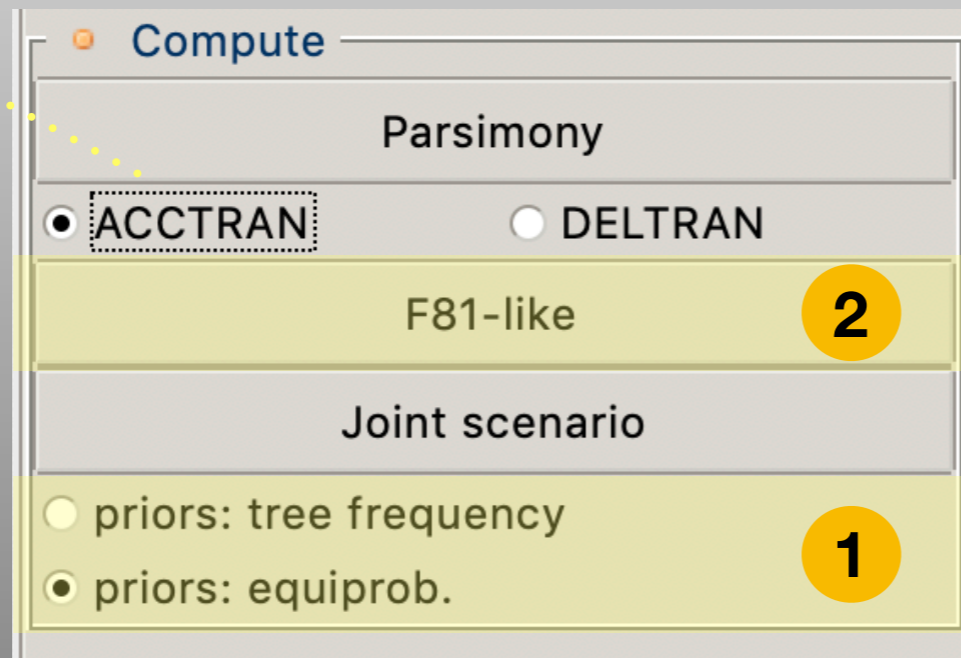 Compute
Parsimony
ACCTRAN DELTRAN
F81-like 2
Joint scenario
priors: tree frequency
1
priors: equiprob.